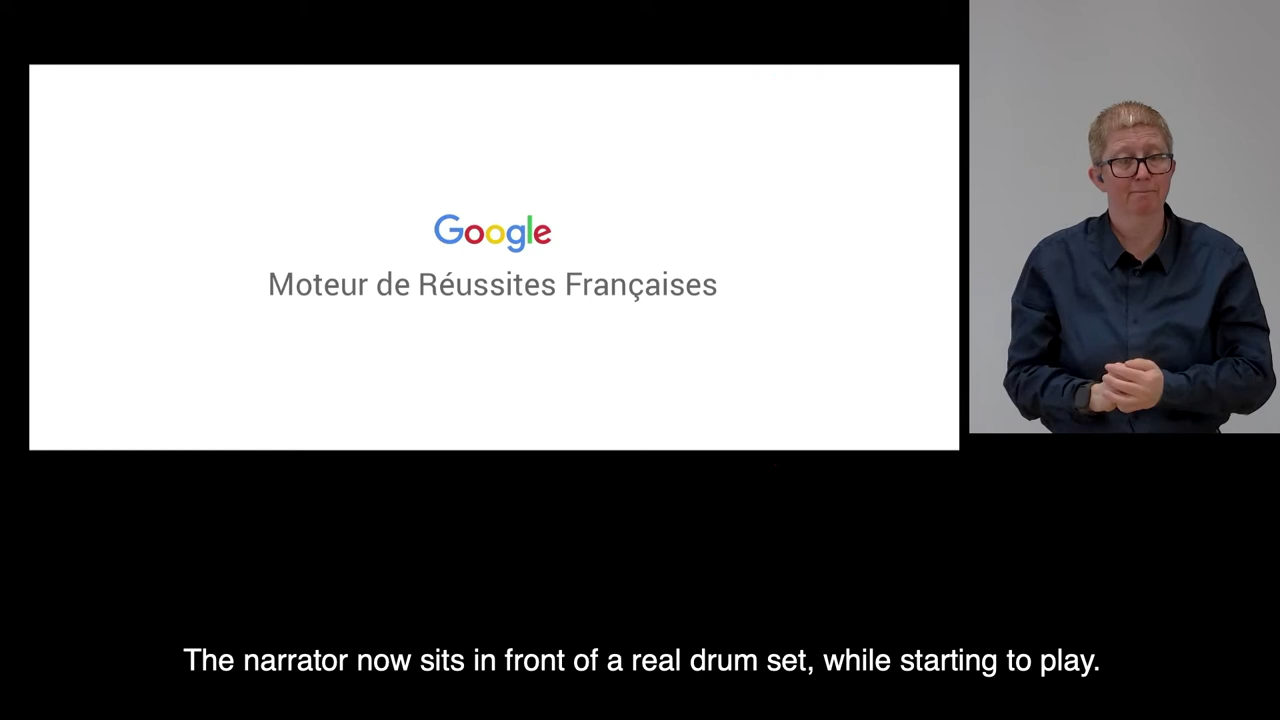 Google
Moteur de Réussites Françaises
The narrator now sits in front of a real drum set, while starting to play.